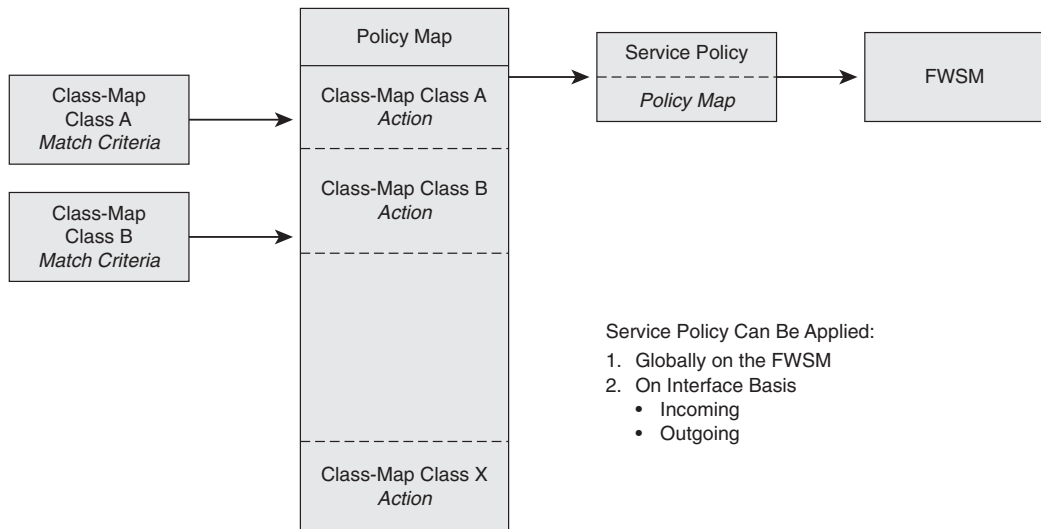 Class-Map
Class A
Match Criteria
Class-Map
Class B
Match Criteria
Policy Map
Class-Map Class A
Action
Class-Map Class B
Action
Class-Map Class X
Action
Service Policy
Policy Map
FWSM
Service Policy Can Be Applied:
1. Globally on the FWSM
2. On Interface Basis
• Incoming
• Outgoing